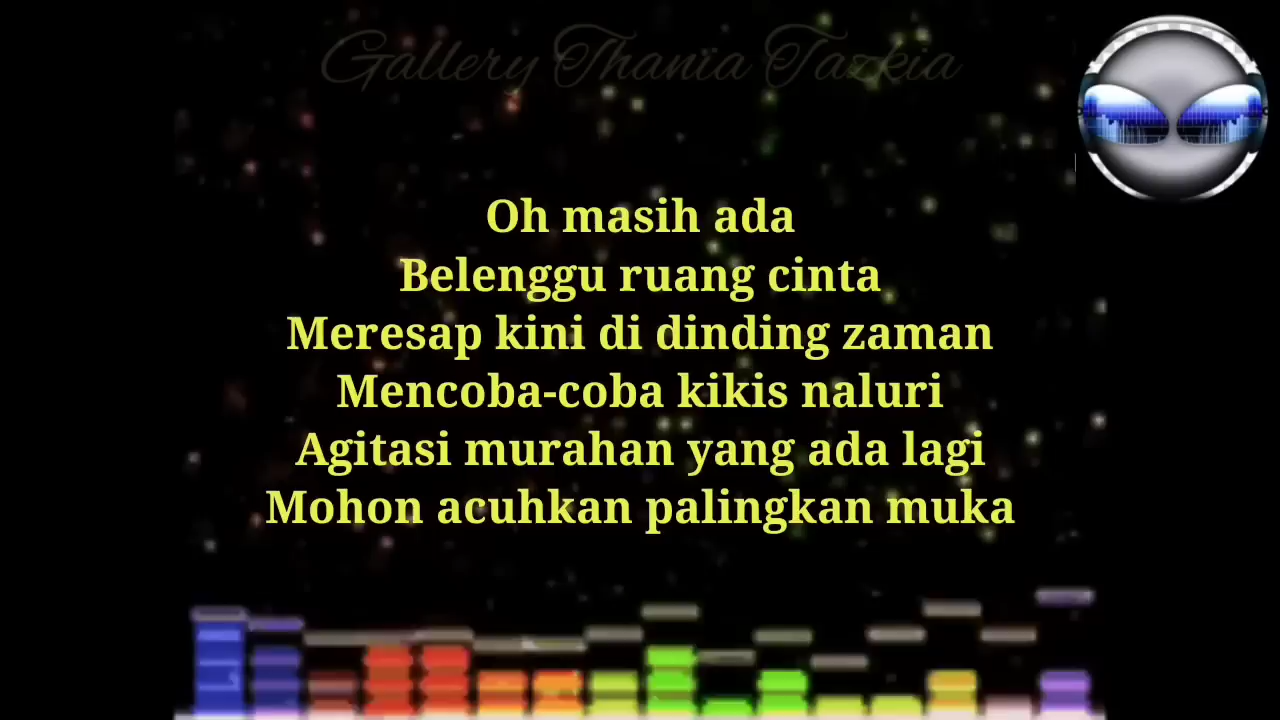 Gallery Thania Tazkia
Oh masih ada
Belenggu ruang cinta
Meresap kini di dinding zaman
Mencoba-coba kikis naluri
Agitasi murahan yang ada lagi
Mohon acuhkan palingkan muka